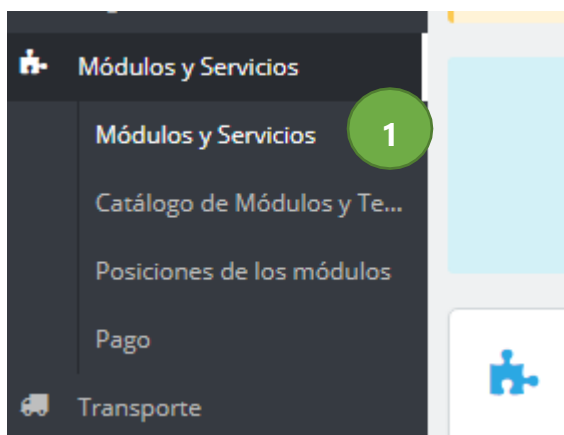 Módulos y Servicios
Módulos y Servicios 1
Catálogo de Módulos y Te...
Posiciones de los módulos
Pago
Transporte